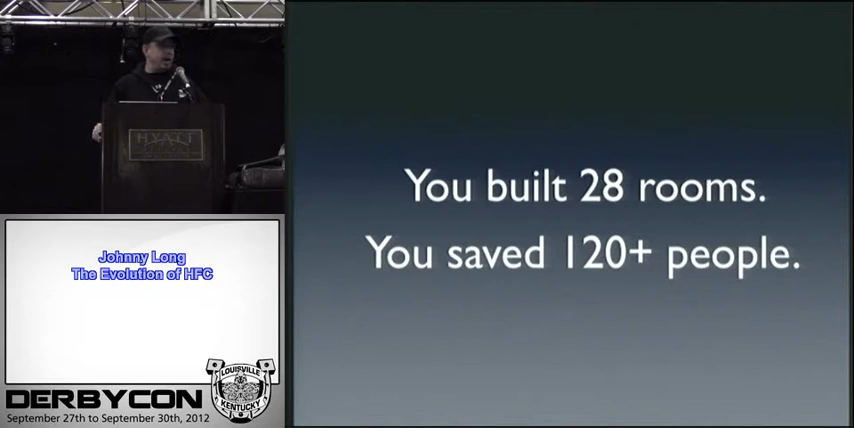 HYATT
You built 28 rooms.
You saved 120+ people.
Johnny Long
The Evolution of HFC
DERBYCON
September 27th to September 30th, 2012
LOUISVILLE
KENTUCKY